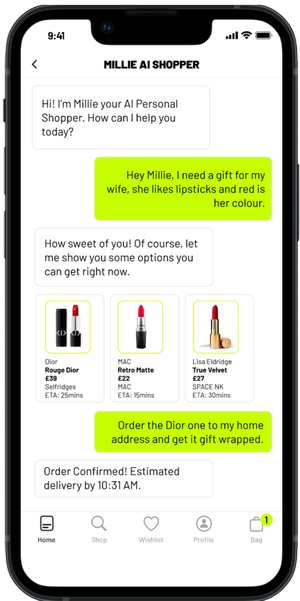 9:41
MILLIE AI SHOPPER
Hi! I'm Millie your AI Personal
Shopper. How can I help you
today?
Hey Millie, I need a gift for my
wife, she likes lipsticks and red is
her colour.
How sweet of you! Of course, let
me show you some options you
can get right now.
Dior
Rouge Dior
£39
Selfridges
ETA: 25mins
MAC
Retro Matte
£22
MAC
ETA: 15mins
Lisa Eldridge
True Velvet
£27
SPACE NK
ETA: 30mins
Order the Dior one to my home
address and get it gift wrapped.
Order Confirmed! Estimated
delivery by 10:31 AM.
1
Home Shop Wishlist Profile Bag